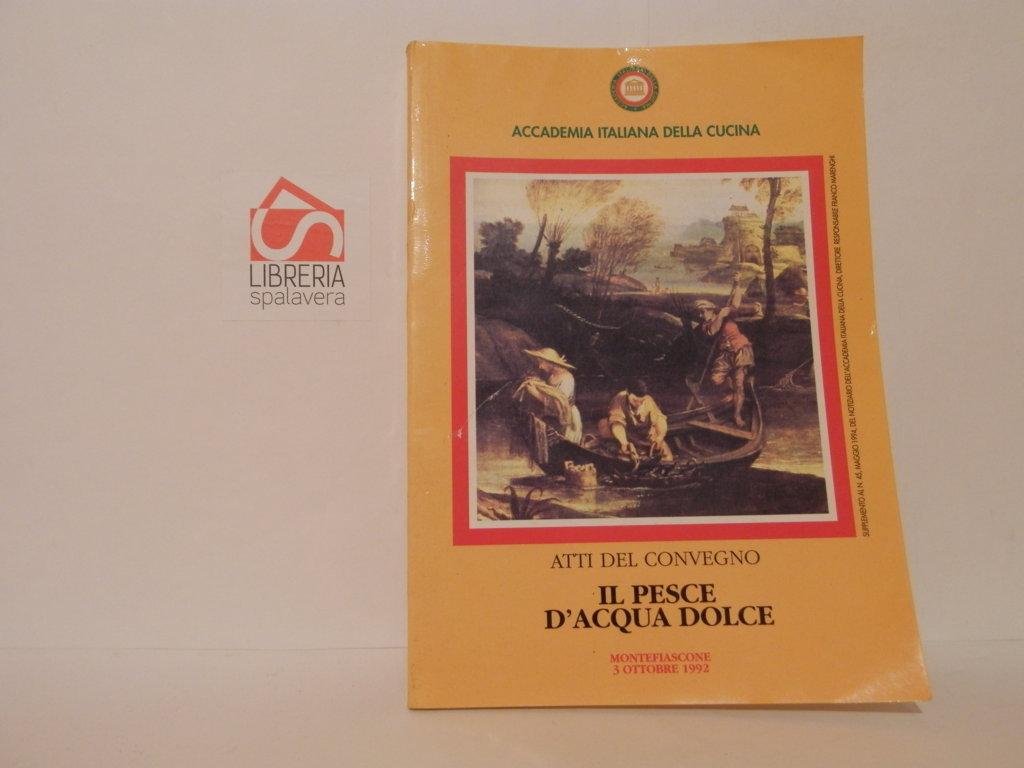 LIBRERIA
spalavera
ACCADEMIA ITALIANA DELLA CUCINA
SUPPLEMENTO AL N. 45, MAGGIO 1994, DEL NOTIZIARIO DELL'ACCADEMIA ITALIANA DELLA CUCINA, DIRETTORE RESPONSABILE FRANCO MARENGHI
ATTI DEL CONVEGNO
IL PESCE
D'ACQUA DOLCE
MONTEFIASCONE
3 OTTOBRE 1992